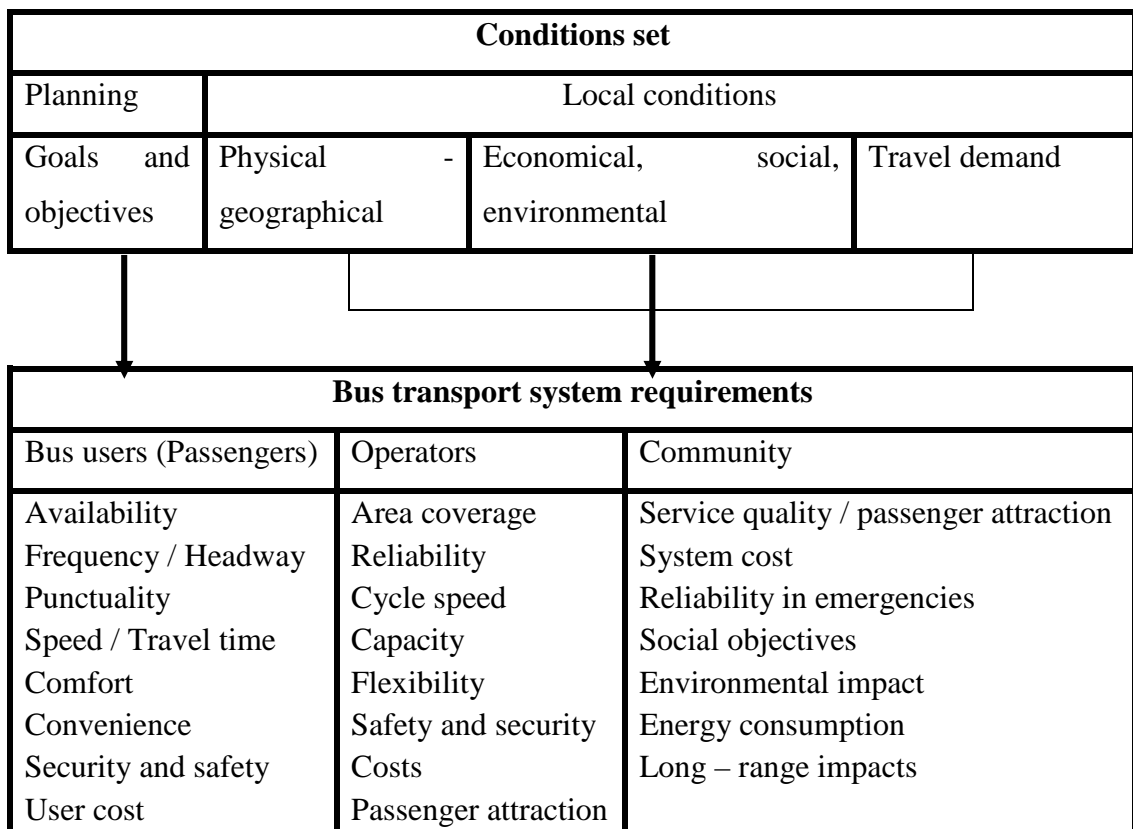 Conditions set
Planning
Local conditions
Goals and
objectives
Physical -
geographical
Economical, social,
environmental
Travel demand
Bus transport system requirements
Bus users (Passengers)
Operators
Community
Availability
Frequency / Headway
Punctuality
Speed / Travel time
Comfort
Convenience
Security and safety
User cost
Area coverage
Reliability
Cycle speed
Capacity
Flexibility
Safety and security
Costs
Passenger attraction
Service quality / passenger attraction
System cost
Reliability in emergencies
Social objectives
Environmental impact
Energy consumption
Long – range impacts